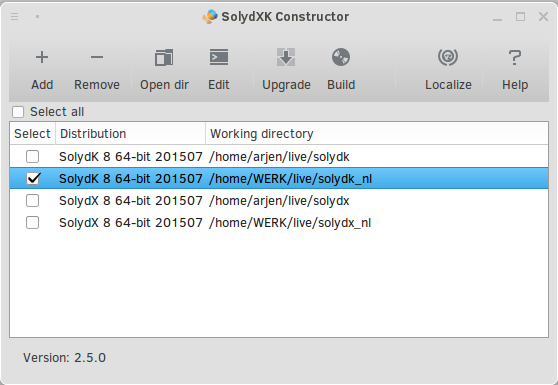 SolydXK Constructor
Add Remove Open dir Edit Upgrade Build Localize Help
Select all
Select Distribution Working directory
SolydK 8 64-bit 201507 /home/arjen/live/solydk
SolydK 8 64-bit 201507 /home/WERK/live/solydk_nl
SolydX 8 64-bit 201507 /home/arjen/live/solydx
SolydX 8 64-bit 201507 /home/WERK/live/solydx_nl
Version: 2.5.0